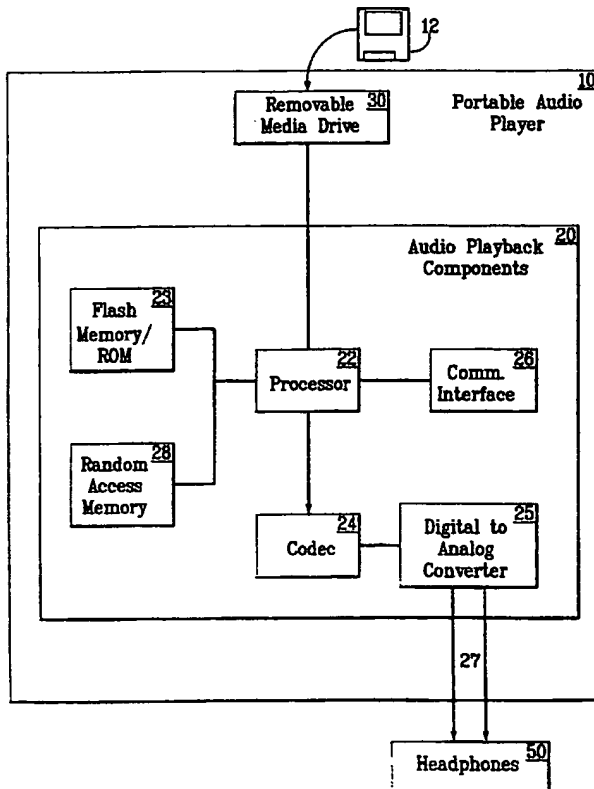 12
10
Portable Audio
Player
30
Removable
Media Drive
20
Audio Playback
Components
23
Flash
Memory/
ROM
22
Processor
26
Comm.
Interface
28
Random
Access
Memory
24
Codec
25
Digital to
Analog
Converter
27
50
Headphones